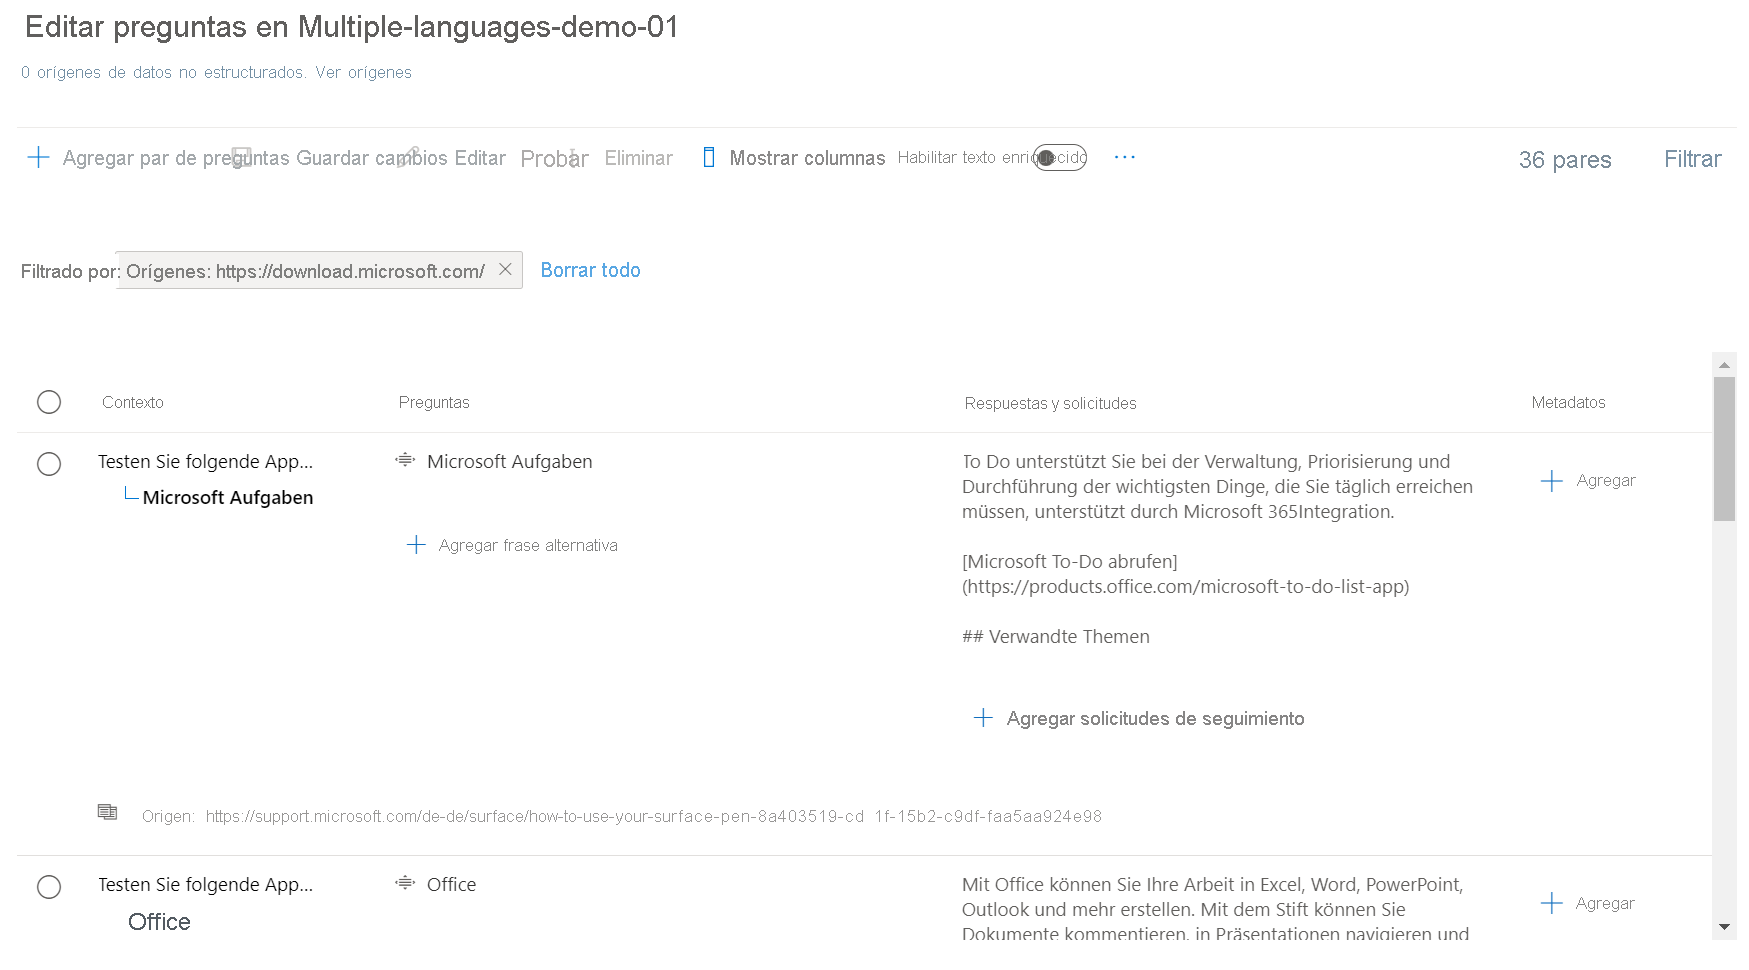 Editar preguntas en Multiple-languages-demo-01
0 orígenes de datos no estructurados. Ver orígenes
Agregar par de preguntas Guardar cambios Editar Probar Eliminar Mostrar columnas Habilitar texto enriquecido ... 36 pares Filtrar
Filtrado por: Orígenes: https://download.microsoft.com/ Borrar todo
Contexto Preguntas Respuestas y solicitudes Metadatos
Testen Sie folgende App...
Microsoft Aufgaben
Microsoft Aufgaben
Agregar frase alternativa
To Do unterstützt Sie bei der Verwaltung, Priorisierung und
Durchführung der wichtigsten Dinge, die Sie täglich erreichen
müssen, unterstützt durch Microsoft 365Integration.
[Microsoft To-Do abrufen]
(https://products.office.com/microsoft-to-do-list-app)
## Verwandte Themen
Agregar solicitudes de seguimiento
Agregar
Origen: https://support.microsoft.com/de-de/surface/how-to-use-your-surface-pen-8a403519-cd 1f-15b2-c9df-faa5aa924e98
Testen Sie folgende App...
Office
Office
Mit Office können Sie Ihre Arbeit in Excel, Word, PowerPoint,
Outlook und mehr erstellen. Mit dem Stift können Sie
Dokumente kommentieren, in Präsentationen navigieren und
Agregar